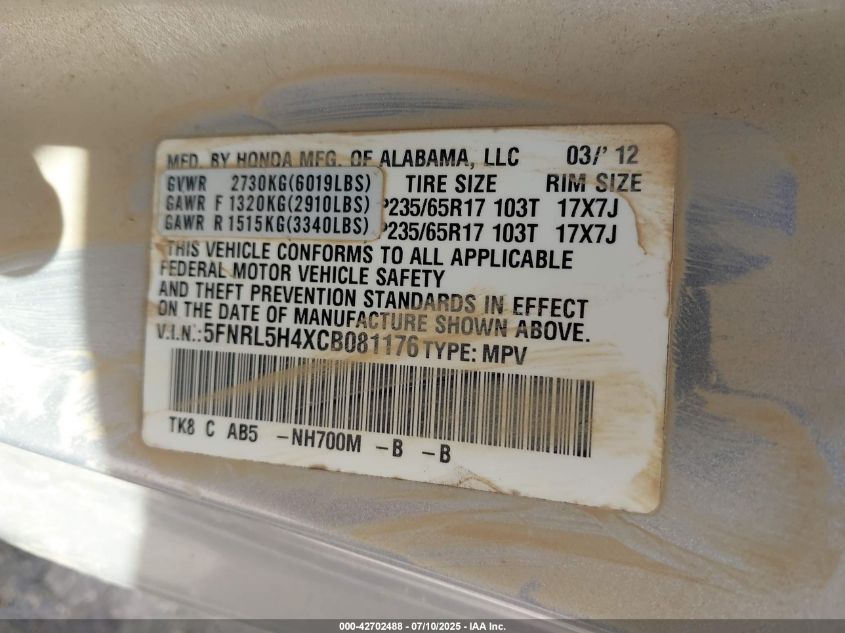 MFD. BY HONDA MFG. OF ALABAMA, LLC 03/' 12
GVWR 2730KG(6019LBS) TIRE SIZE RIM SIZE
GAWR F 1320KG(2910LBS) P235/65R17 103T 17X7J
GAWR R 1515KG(3340LBS) P235/65R17 103T 17X7J
THIS VEHICLE CONFORMS TO ALL APPLICABLE
FEDERAL MOTOR VEHICLE SAFETY
AND THEFT PREVENTION STANDARDS IN EFFECT
ON THE DATE OF MANUFACTURE SHOWN ABOVE.
V.I.N.:5FNRL5H4XCB081176 TYPE: MPV
TK8 C AB5 -NH700M -B -B
000-42702488 - 07/10/2025 - IAA Inc.